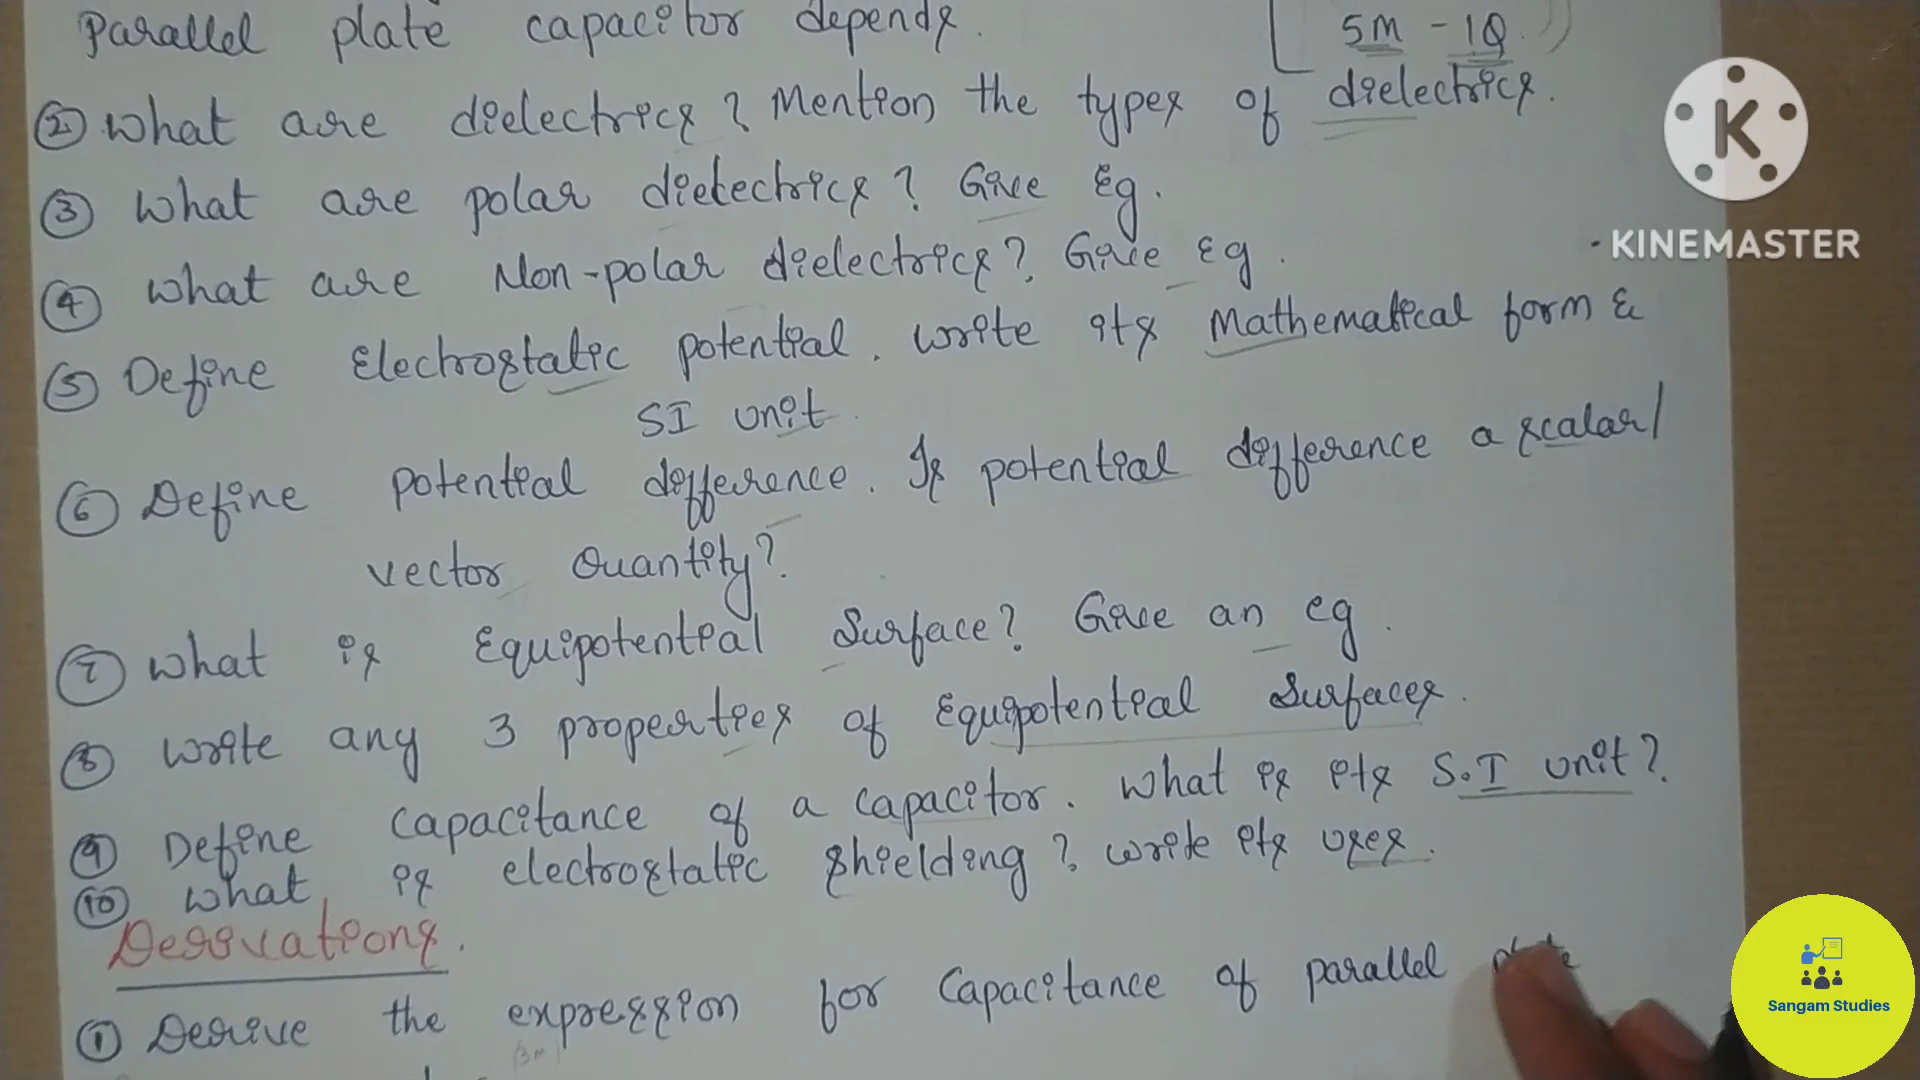 Parallel plate capacitor depends.
5M - 1Q
② What are dielectrics? Mention the types of dielectrics.
③ What are polar dielectrics? Give Eg.
④ What are Non-polar dielectrics? Give Eg.
⑤ Define Electrostatic potential. Write its Mathematical form &
SI unit.
⑥ Define potential difference. Is potential difference a scalar/
vector Quantity?
⑦ What is Equipotential Surface? Give an eg.
⑧ Write any 3 properties of Equipotential Surfaces.
⑨ Define capacitance of a capacitor. What is its S.I unit?
⑩ What is electrostatic shielding? Write its uses.
Derivations.
① Derive the expression for Capacitance of parallel
(3m)
KINEMASTER
Sangam Studies